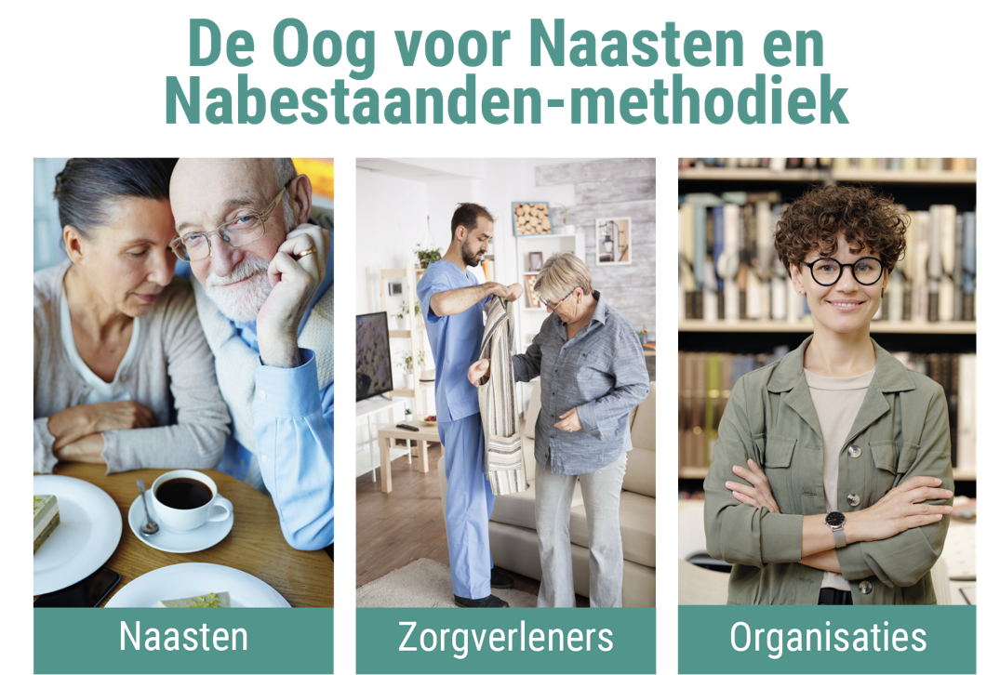 De Oog voor Naasten en
Nabestaanden-methodiek
Naasten
Zorgverleners
Organisaties